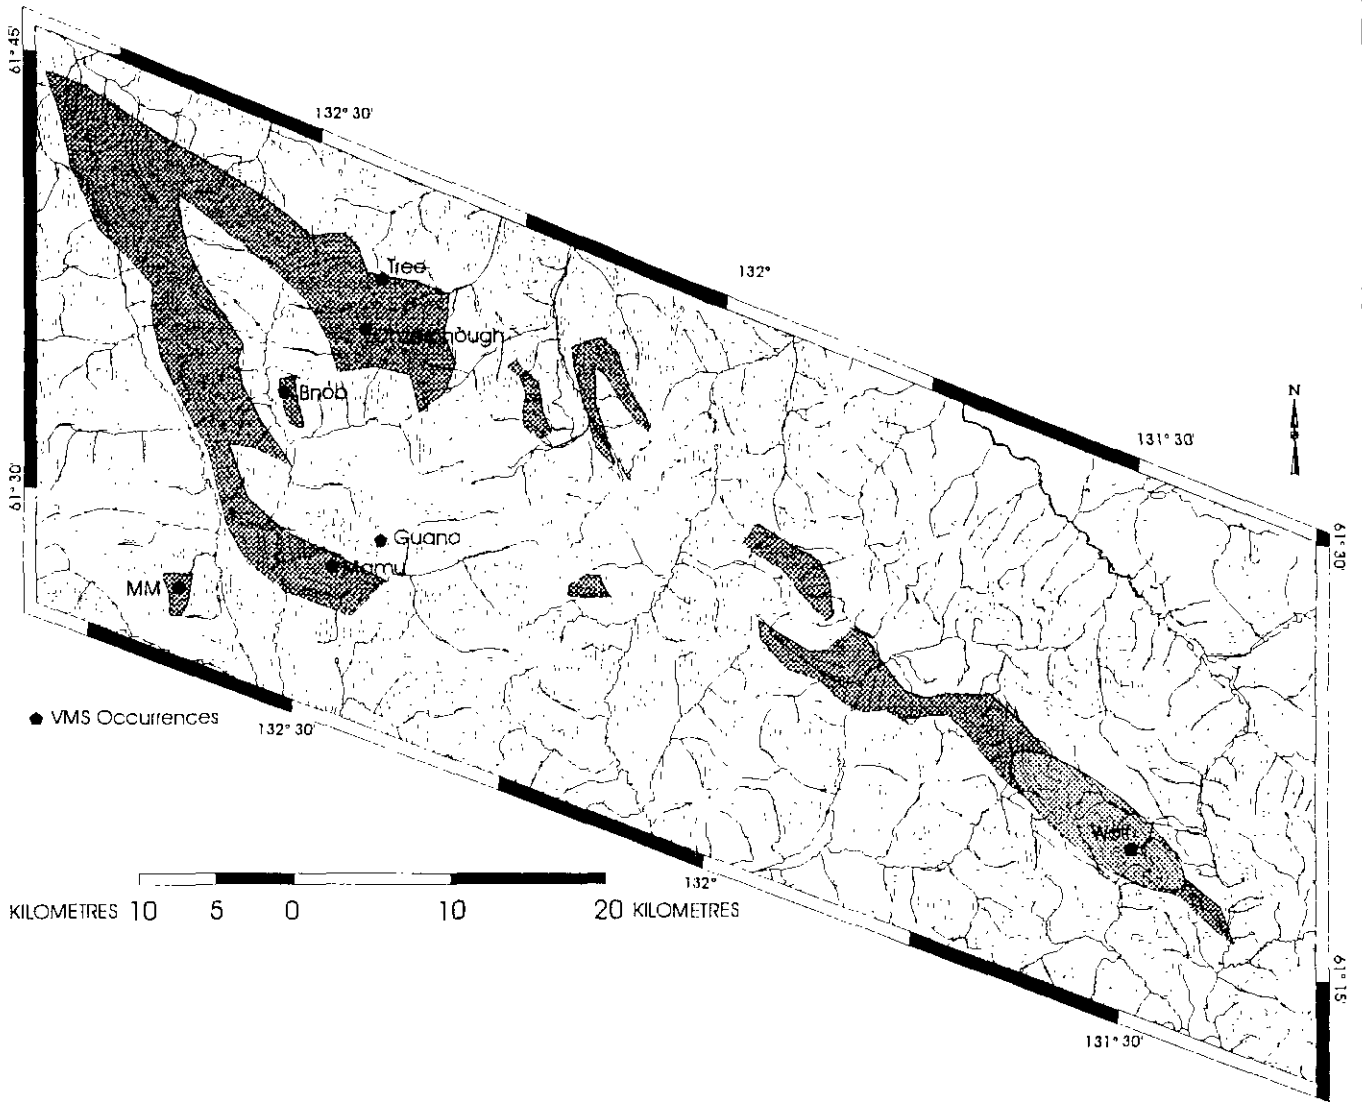 61° 45'
132° 30'
132°
Tree
Bnob
N
131° 30'
61° 30'
61° 30'
Guano
Mamu
MM
Wolf
VMS Occurrences
132° 30'
132°
KILOMETRES 10 5 0 10 20 KILOMETRES
61° 15'
131° 30'